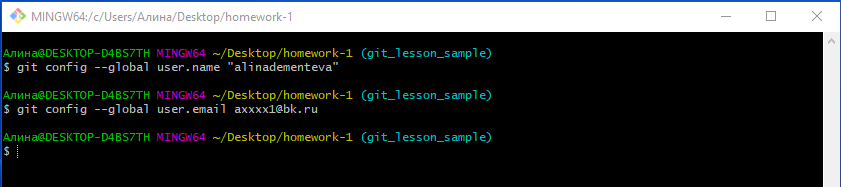 MINGW64:/c/Users/Алина/Desktop/homework-1
Алина@DESKTOP-D4BS7TH MINGW64 ~/Desktop/homework-1 (git_lesson_sample)
$ git config --global user.name "alinadementeva"
Алина@DESKTOP-D4BS7TH MINGW64 ~/Desktop/homework-1 (git_lesson_sample)
$ git config --global user.email axxxx1@bk.ru
Алина@DESKTOP-D4BS7TH MINGW64 ~/Desktop/homework-1 (git_lesson_sample)
$